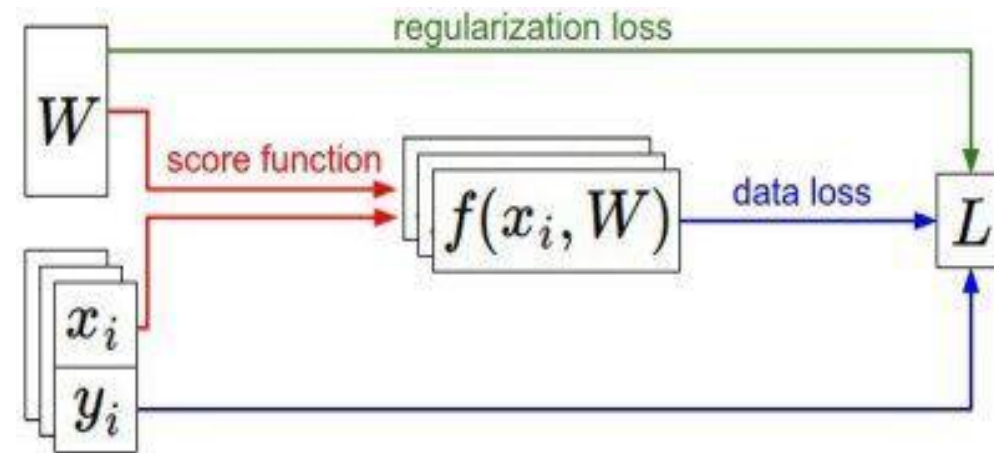 regularization loss
W
score function
f(x_i, W)
data loss
L
x_i
y_i